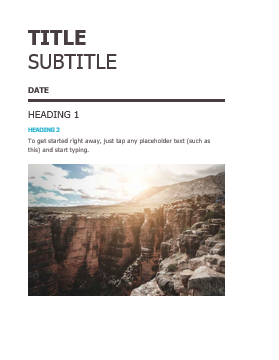 TITLE
SUBTITLE
DATE
HEADING 1
HEADING 2
To get started right away, just tap any placeholder text (such as
this) and start typing.